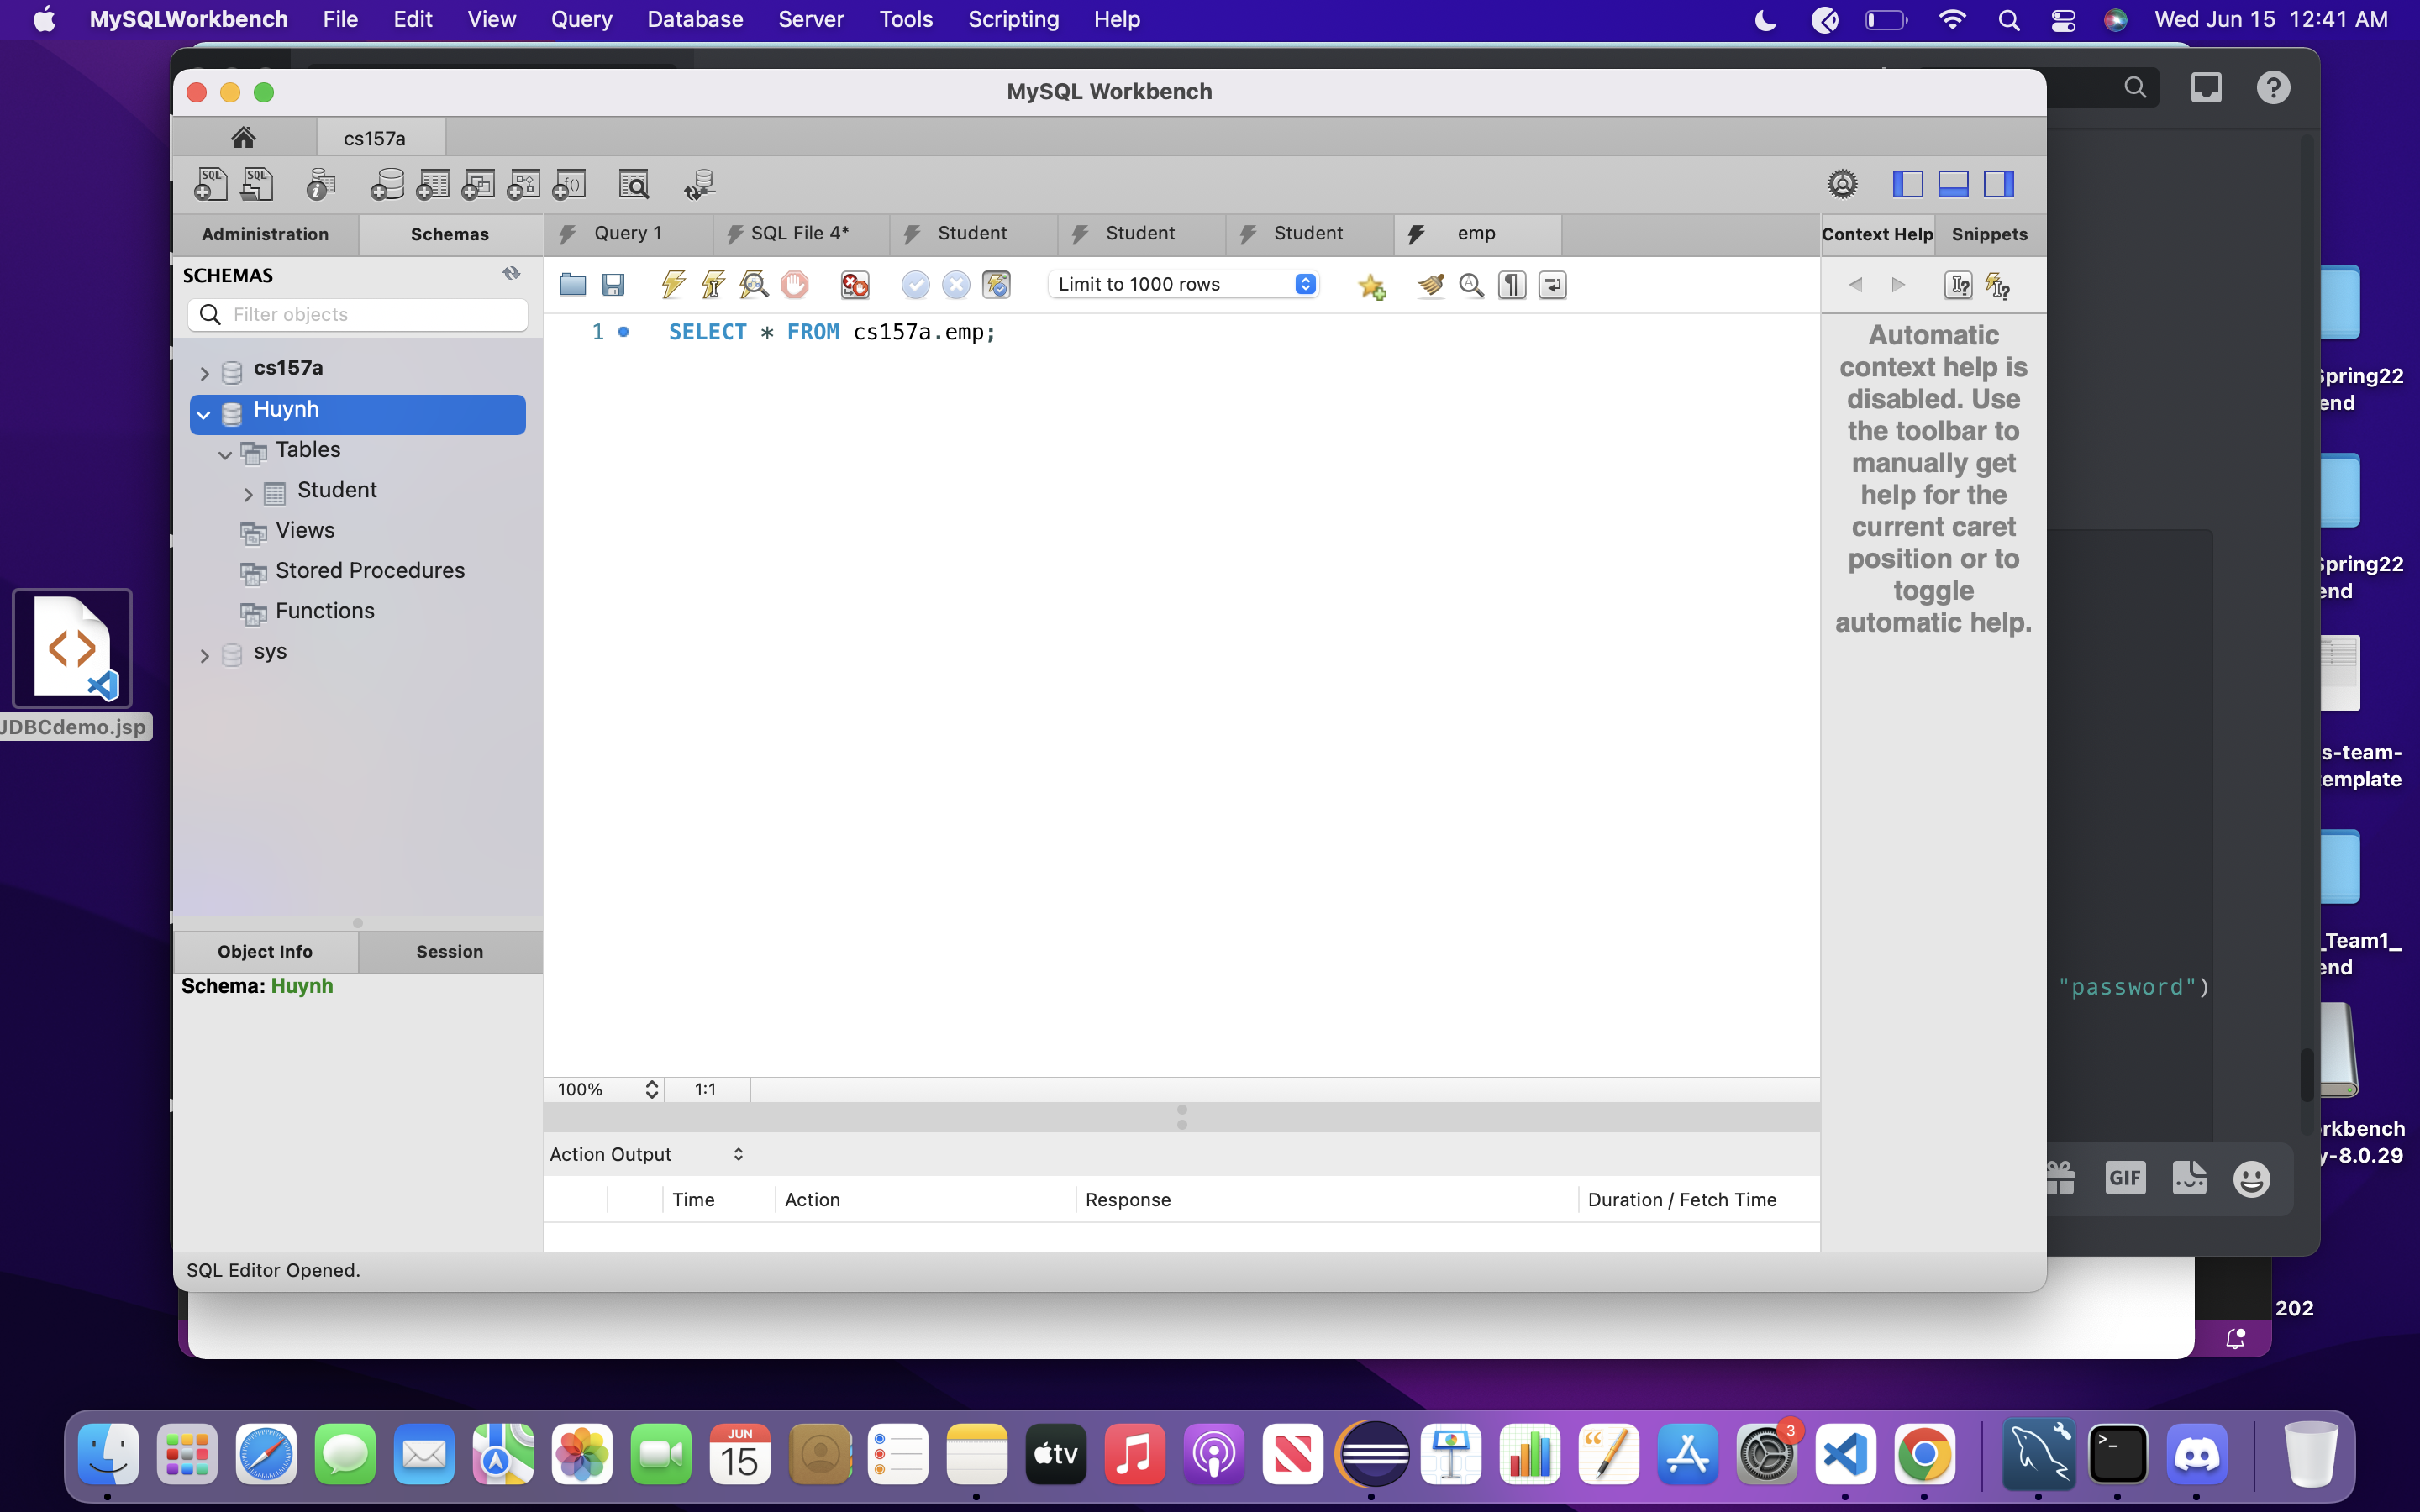 MySQLWorkbench File Edit View Query Database Server Tools Scripting Help Wed Jun 15 12:41 AM
MySQL Workbench
cs157a
SQL SQL
Administration Schemas
Query 1 SQL File 4* Student Student Student emp
Context Help Snippets
SCHEMAS
Filter objects
Limit to 1000 rows
1 SELECT * FROM cs157a.emp;
cs157a
Huynh
Tables
Student
Views
Stored Procedures
Functions
sys
Automatic
context help is
disabled. Use
the toolbar to
manually get
help for the
current caret
position or to
toggle
automatic help.
JDBCdemo.jsp
Spring22
end
Spring22
end
s-team-
template
_Team1_
end
rkbench
y-8.0.29
202
"password")
Object Info Session
Schema: Huynh
100% 1:1
Action Output
Time Action Response Duration / Fetch Time
SQL Editor Opened.
GIF
JUN
15
tv
3
>_